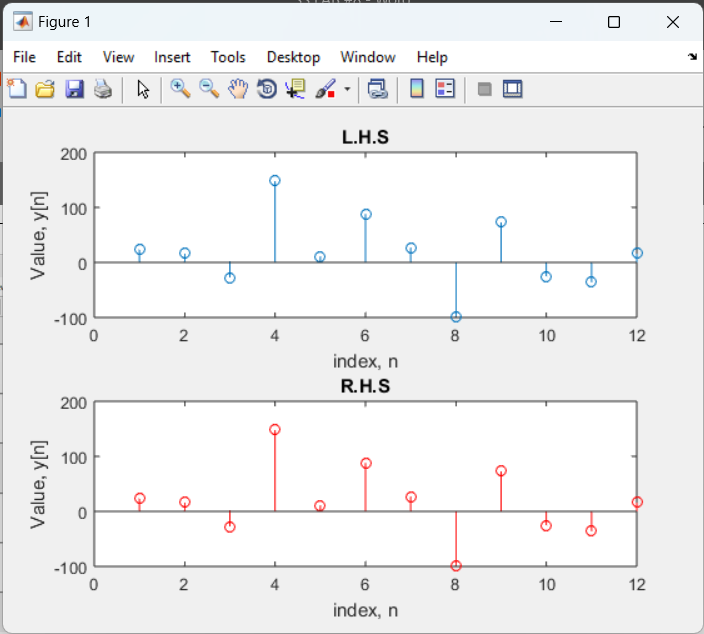 Figure 1
File Edit View Insert Tools Desktop Window Help
L.H.S
200
100
0
-100
Value, y[n]
0 2 4 6 8 10 12
index, n
R.H.S
200
100
0
-100
Value, y[n]
0 2 4 6 8 10 12
index, n